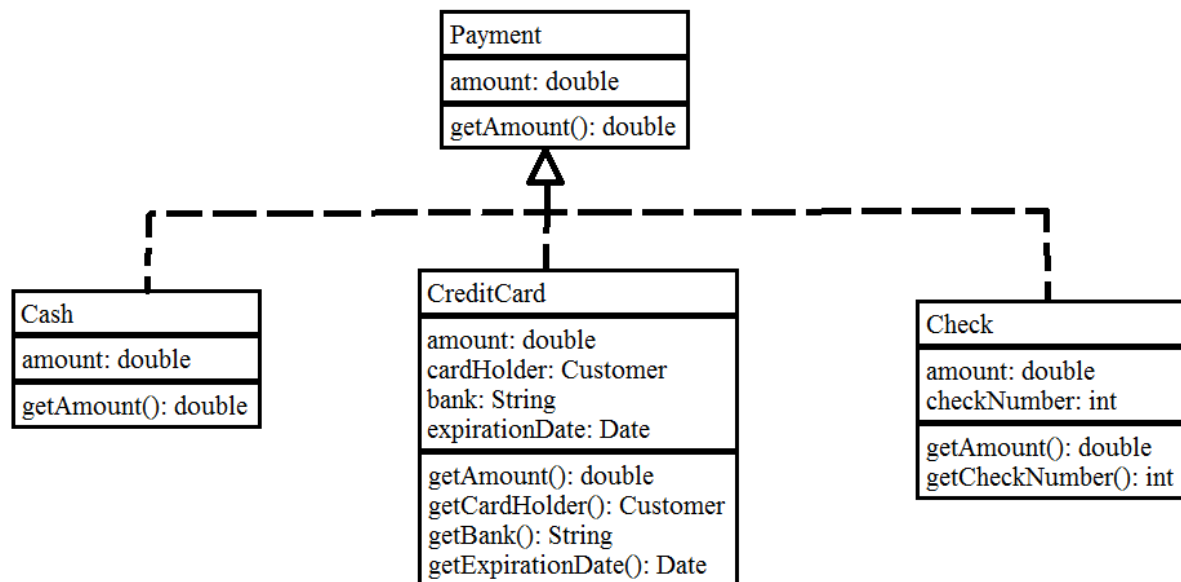 Payment
amount: double
getAmount(): double
Cash
amount: double
getAmount(): double
CreditCard
amount: double
cardHolder: Customer
bank: String
expirationDate: Date
getAmount(): double
getCardHolder(): Customer
getBank(): String
getExpirationDate(): Date
Check
amount: double
checkNumber: int
getAmount(): double
getCheckNumber(): int